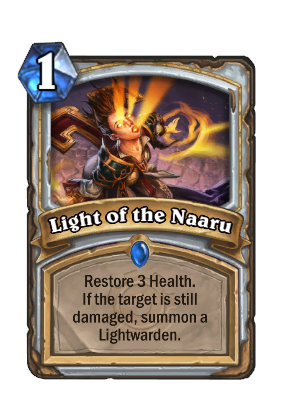 1
Light of the Naaru
Restore 3 Health.
If the target is still
damaged, summon a
Lightwarden.